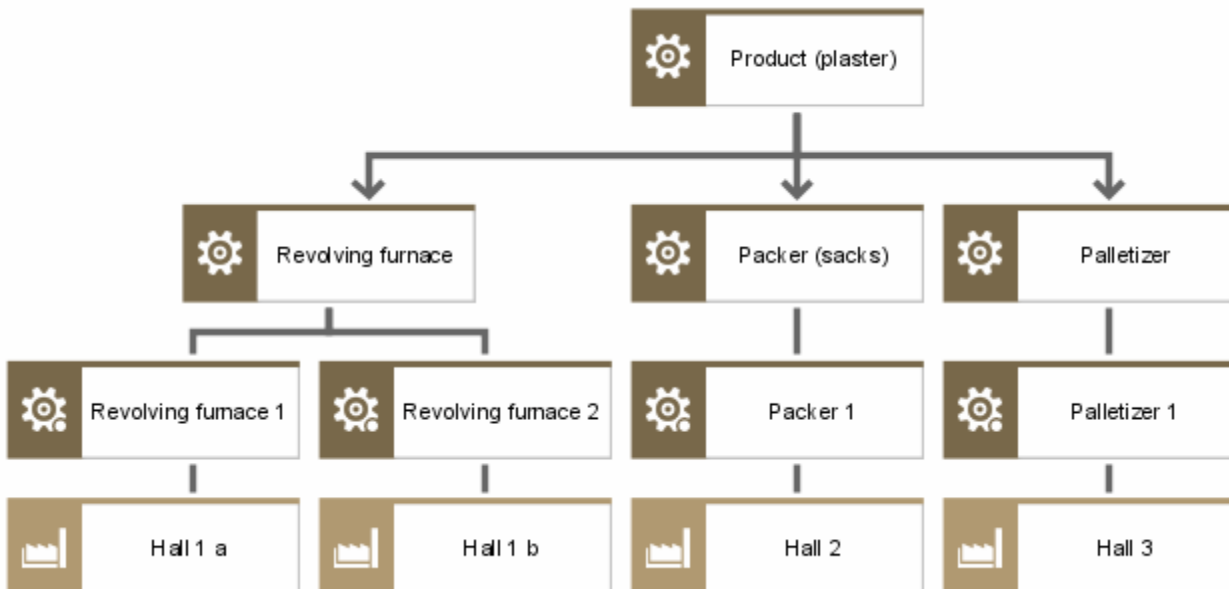 Product (plaster)
Revolving furnace
Packer (sacks)
Palletizer
Revolving furnace 1
Revolving furnace 2
Packer 1
Palletizer 1
Hall 1 a
Hall 1 b
Hall 2
Hall 3